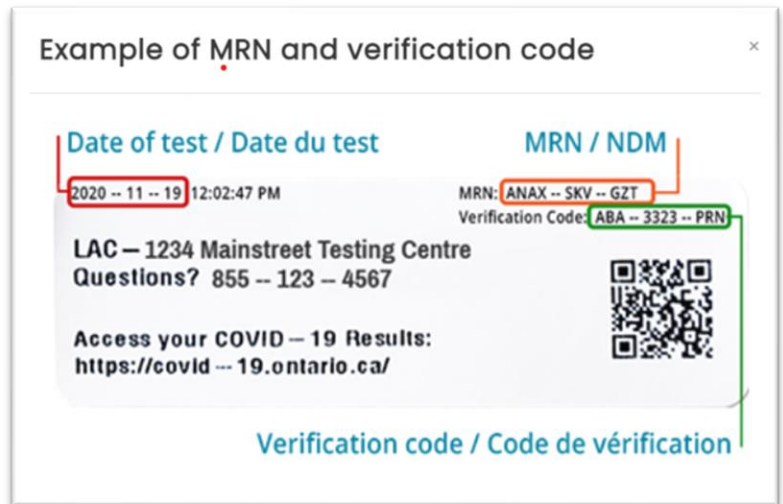 Example of MRN and verification code
×
Date of test / Date du test
MRN / NDM
2020 -- 11 -- 19 12:02:47 PM
MRN: ANAX -- SKV -- GZT
Verification Code: ABA -- 3323 -- PRN
LAC – 1234 Mainstreet Testing Centre
Questions? 855 -- 123 -- 4567
Access your COVID – 19 Results:
https://covid --- 19.ontario.ca/
Verification code / Code de vérification